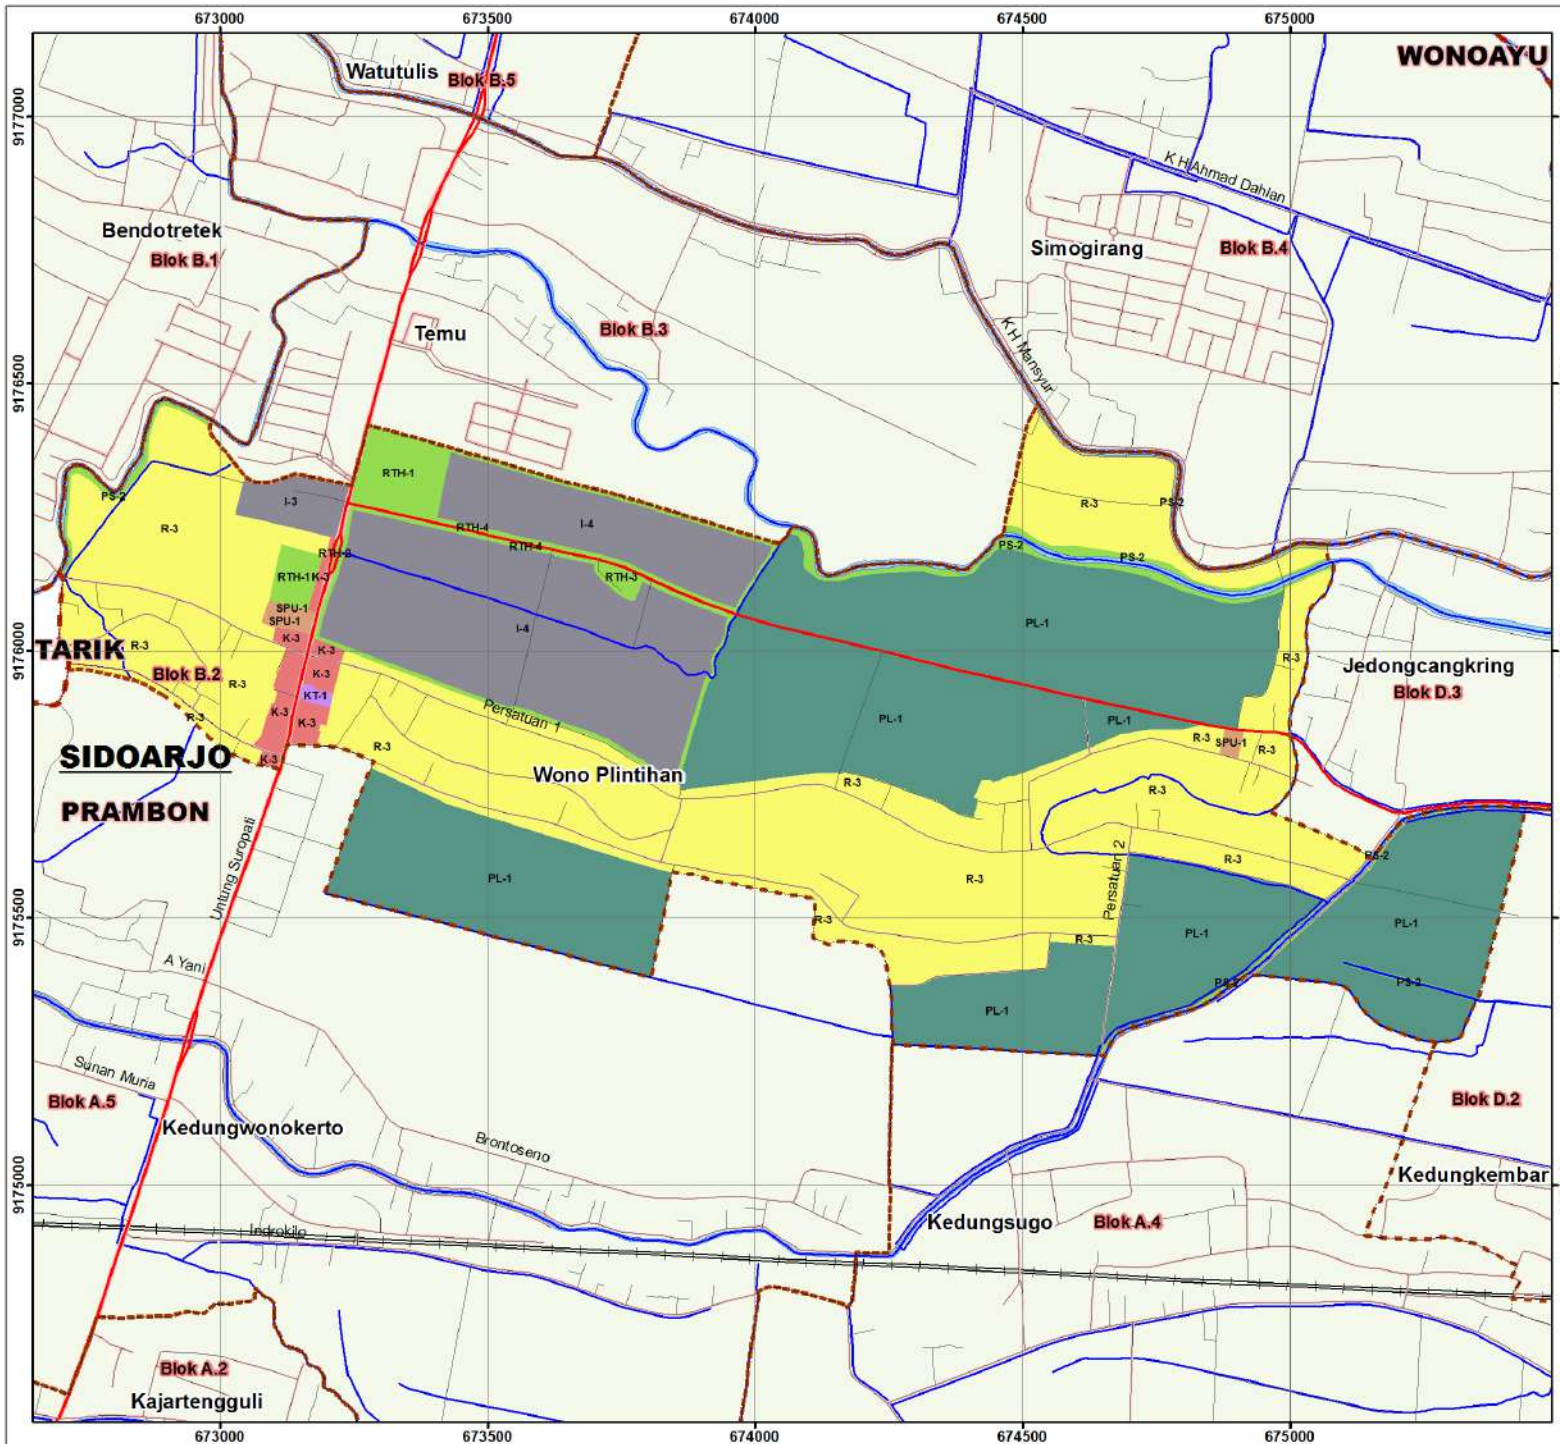 673000
673500
674000
674500
675000
WONOAYU
Watutulis
Blok B.5
9177000
9177000
K H Ahmad Dahlan
Bendotretek
Blok B.1
Simogirang
Blok B.4
Temu
Blok B.3
K H Mansyur
9176500
9176500
RTH-1
PS-2
I-3
R-3
PS-2
R-3
RTH-4
I-4
RTH-4
PS-2
RTH-2
PS-2
RTH-1
K-3
RTH-3
SPU-1
SPU-1
I-4
PL-1
K-3
9176000
9176000
TARIK
R-3
K-3
R-3
Jedongcangkring
Blok B.2
K-3
R-3
KT-1
Blok D.3
K-3
R-3
K-3
Persatuan 1
PL-1
PL-1
R-3
SPU-1
R-3
R-3
SIDOARJO
K-3
Wono Plintihan
R-3
R-3
PRAMBON
PS-2
R-3
Untung Suropati
PL-1
R-3
Persatuan 2
9175500
9175500
R-3
PL-1
PL-1
R-3
A Yani
PS-2
PS-2
PL-1
Sunan Muria
Blok A.5
Blok D.2
Kedungwonokerto
Brontoseno
Kedungkembar
9175000
9175000
Kedungsugo
Blok A.4
Indrokilo
Blok A.2
Kajartengguli
673000
673500
674000
674500
675000